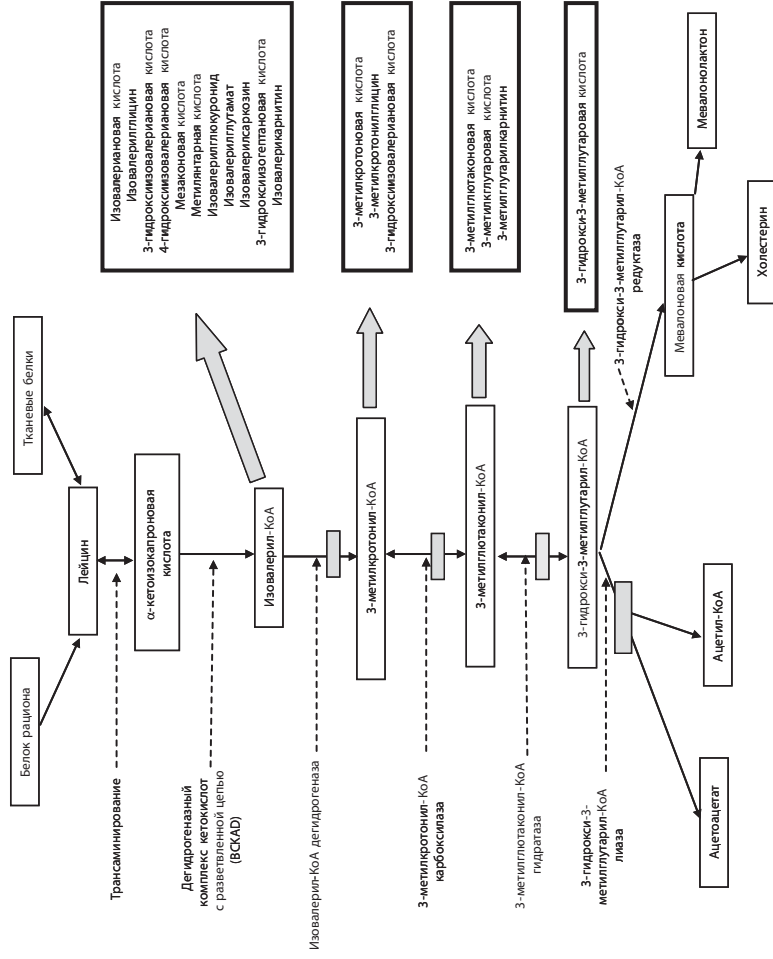 Белок рациона
Тканевые белки
Лейцин
Трансаминирование
α-кетоизокапроновая
кислота
Дегидрогеназный
комплекс кетокислот
с разветвленной цепью
(BCKAD)
Изовалерил-КоА
Изовалериановая кислота
Изовалерилглицин
3-гидроксиизовалериановая кислота
4-гидроксиизовалериановая кислота
Мезаконовая кислота
Метилянтарная кислота
Изовалерилглюкуронид
Изовалерилглутамат
Изовалерилсаркозин
3-гидроксиизогептановая кислота
Изовалерикарнитин
Изовалерил-КоА дегидрогеназа
3-метилкротонил-КоА
3-метилкротоновая кислота
3-метилкротонилглицин
3-гидроксиизовалериановая кислота
3-метилкротонил-КоА
карбоксилаза
3-метилглютаконил-КоА
3-метилглютаконовая кислота
3-метилкглутаровая кислота
3-метилглутарилкарнитин
3-метилглютаконил-КоА
гидратаза
3-гидрокси-3-метилглутарил-КоА
3-гидрокси-3-метилглутаровая кислота
3-гидрокси-3-
метилглутарил-КоА
лиаза
3-гидрокси-3-метилглутарил-КоА
редуктаза
Ацетоацетат
Ацетил-КоА
Мевалоновая кислота
Мевалонолактон
Холестерин